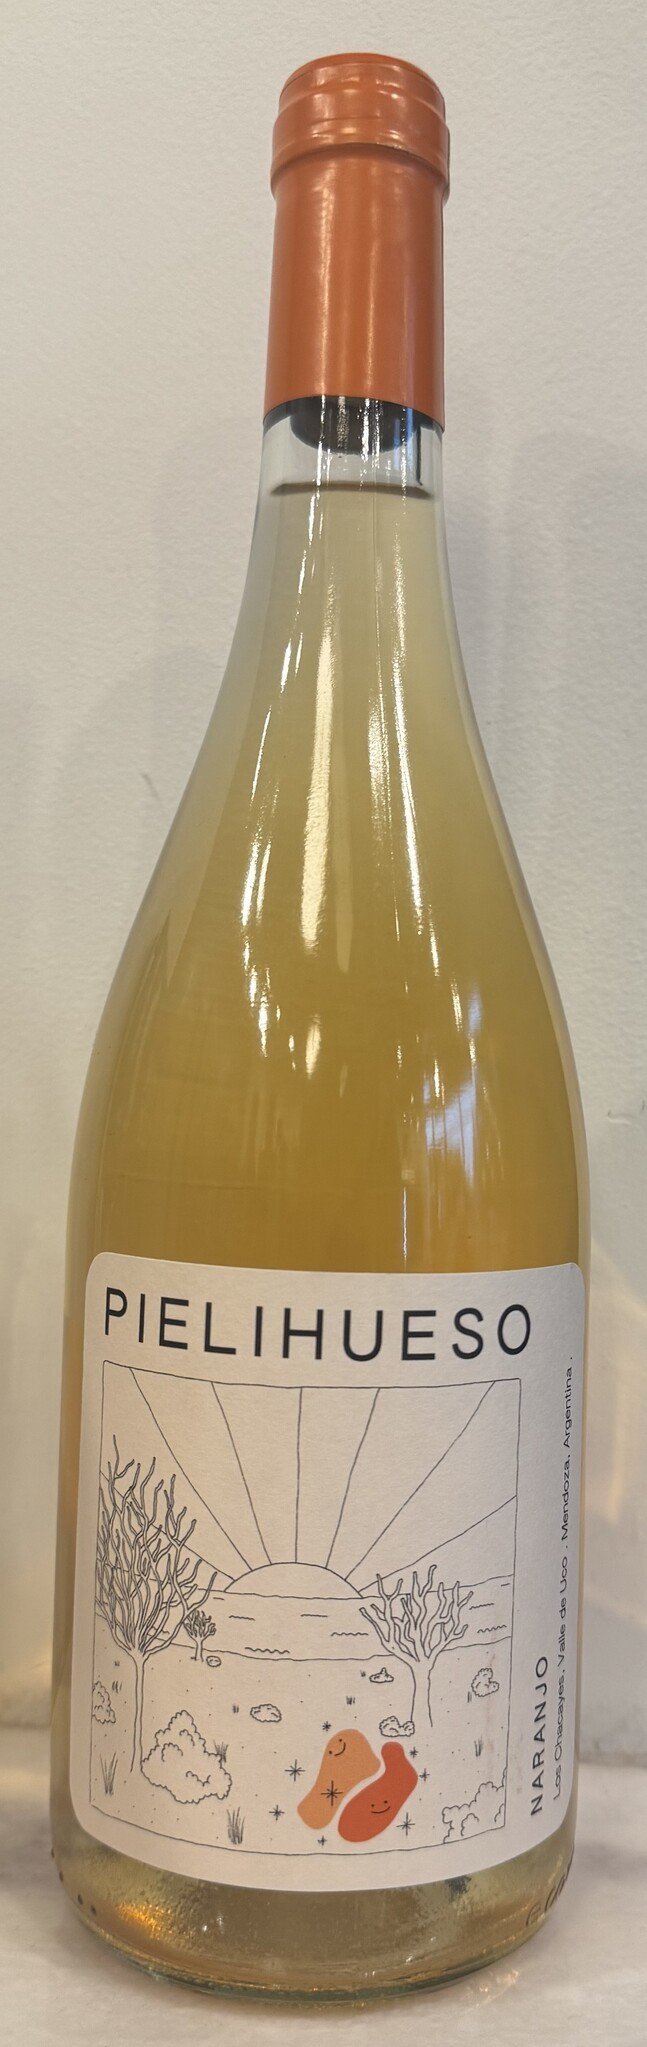 PIELIHUESO
NARANJO
Los Chacayes. Valle de Uco . Mendoza. Argentina .